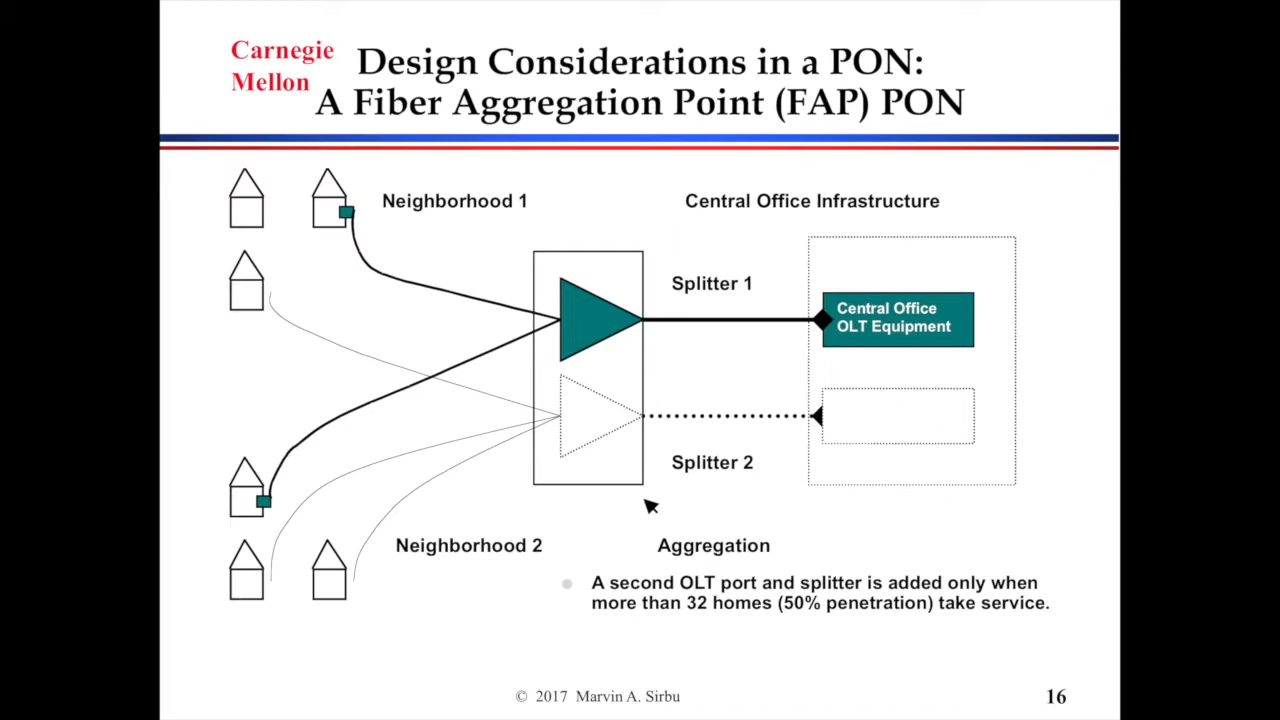 Carnegie
Mellon
Design Considerations in a PON:
A Fiber Aggregation Point (FAP) PON
Neighborhood 1
Central Office Infrastructure
Splitter 1
Central Office
OLT Equipment
Splitter 2
Neighborhood 2
Aggregation
A second OLT port and splitter is added only when
more than 32 homes (50% penetration) take service.
© 2017 Marvin A. Sirbu
16